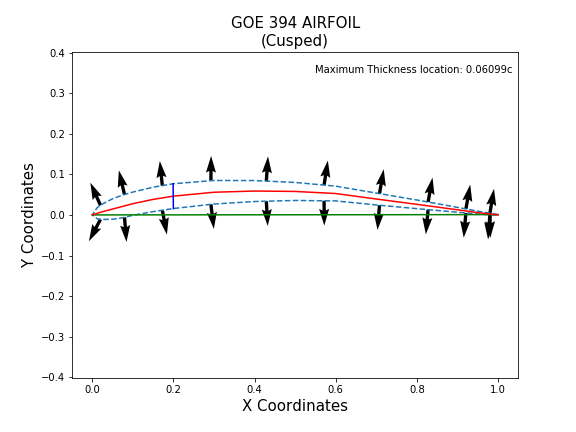 GOE 394 AIRFOIL
(Cusped)
Maximum Thickness location: 0.06099c
Y Coordinates
0.4
0.3
0.2
0.1
0.0
−0.1
−0.2
−0.3
−0.4
0.0 0.2 0.4 0.6 0.8 1.0
X Coordinates